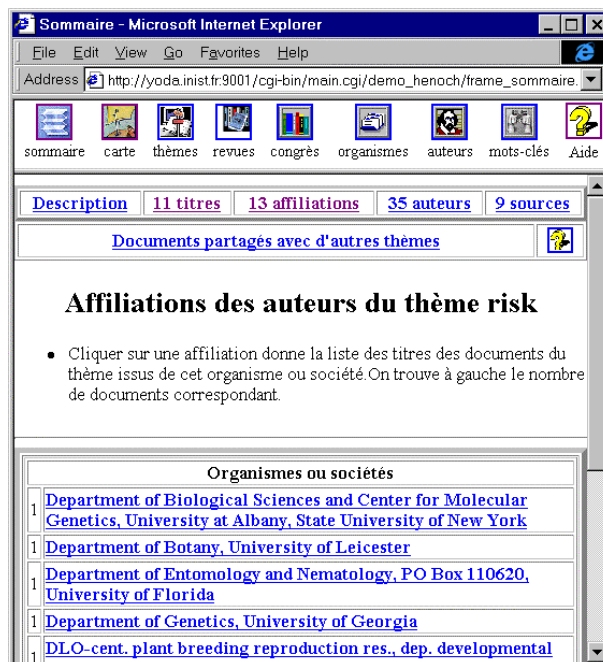 Sommaire - Microsoft Internet Explorer
File Edit View Go Favorites Help
Address http://yoda.inist.fr:9001/cgi-bin/main.cgi/demo_henoch/frame_sommaire.
sommaire carte thèmes revues congrès organismes auteurs mots-clés Aide
Description 11 titres 13 affiliations 35 auteurs 9 sources
Documents partagés avec d'autres thèmes
Affiliations des auteurs du thème risk
• Cliquer sur une affiliation donne la liste des titres des documents du
thème issus de cet organisme ou société.On trouve à gauche le nombre
de documents correspondant.
Organismes ou sociétés
1 Department of Biological Sciences and Center for Molecular
Genetics, University at Albany, State University of New York
1 Department of Botany, University of Leicester
1 Department of Entomology and Nematology, PO Box 110620,
University of Florida
1 Department of Genetics, University of Georgia
1 DLO-cent. plant breeding reproduction res., dep. developmental